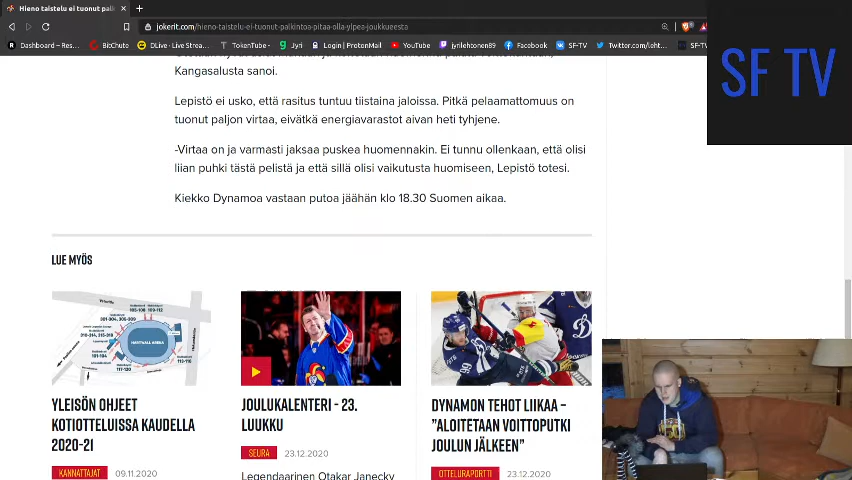 Hieno taistelu ei tuonut palk
jokerit.com/hieno-taistelu-ei-tuonut-palkintoa-pitaa-olla-ylpea-joukkueesta
Dashboard – Res...
BitChute
DLive · Live Strea...
TokenTube -
Jyri
Login | ProtonMail
YouTube
jyrilehtonen89
Facebook
SF-TV
Twitter.com/leht...
SF-TV
SF TV
Kangasalusta sanoi.
Lepistö ei usko, että rasitus tuntuu tiistaina jaloissa. Pitkä pelaamattomuus on
tuonut paljon virtaa, eivätkä energiavarastot aivan heti tyhjene.
-Virtaa on ja varmasti jaksaa puskea huomennakin. Ei tunnu ollenkaan, että olisi
liian puhki tästä pelistä ja että sillä olisi vaikutusta huomiseen, Lepistö totesi.
Kiekko Dynamoa vastaan putoa jäähän klo 18.30 Suomen aikaa.
LUE MYÖS
HARTWALL ARENA
YLEISÖN OHJEET
KOTIOTTELUISSA KAUDELLA
2020-21
KANNATTAJAT
09.11.2020
JOULUKALENTERI - 23.
LUUKKU
SEURA
23.12.2020
Legendaarinen Otakar Janecky
DYNAMON TEHOT LIIKAA –
"ALOITETAAN VOITTOPUTKI
JOULUN JÄLKEEN"
OTTELURAPORTTI
23.12.2020